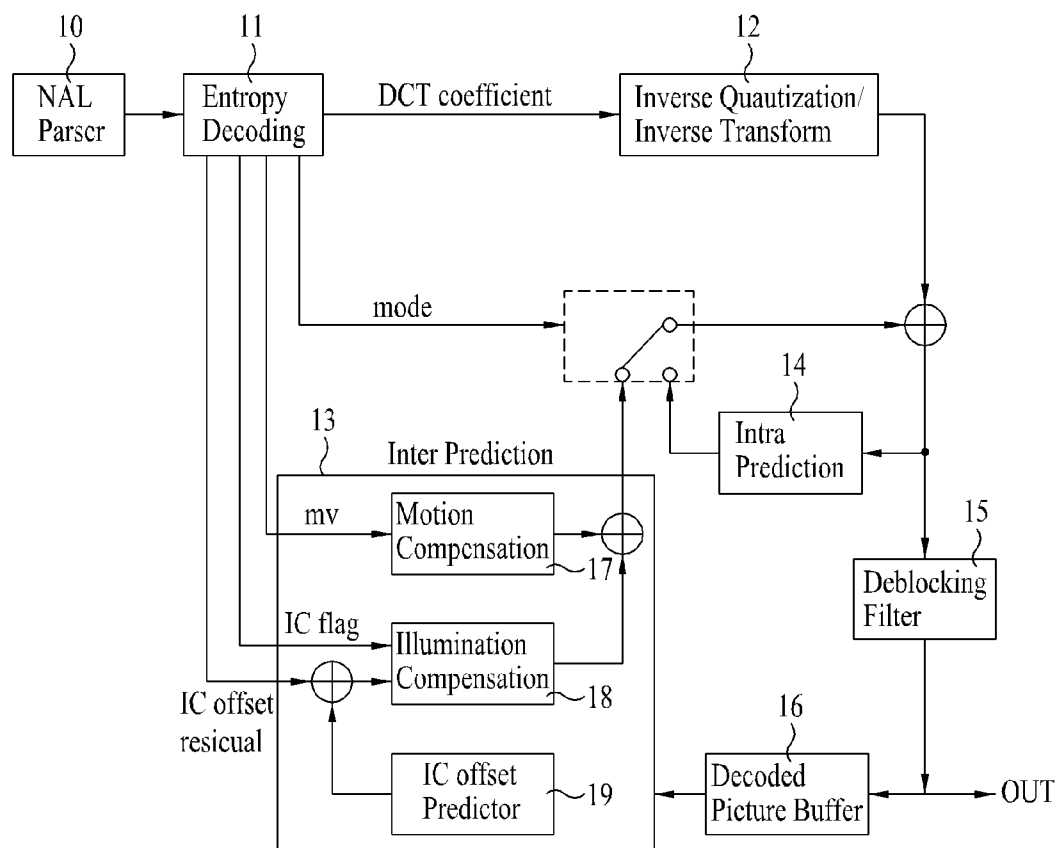 10
11
12
NAL
Parser
Entropy
Decoding
DCT coefficient
Inverse Quautization/
Inverse Transform
mode
14
Intra
Prediction
13
Inter Prediction
mv
Motion
Compensation
17
15
Deblocking
Filter
IC flag
Illumination
Compensation
18
IC offset
resicual
16
IC offset
Predictor
19
Decoded
Picture Buffer
OUT